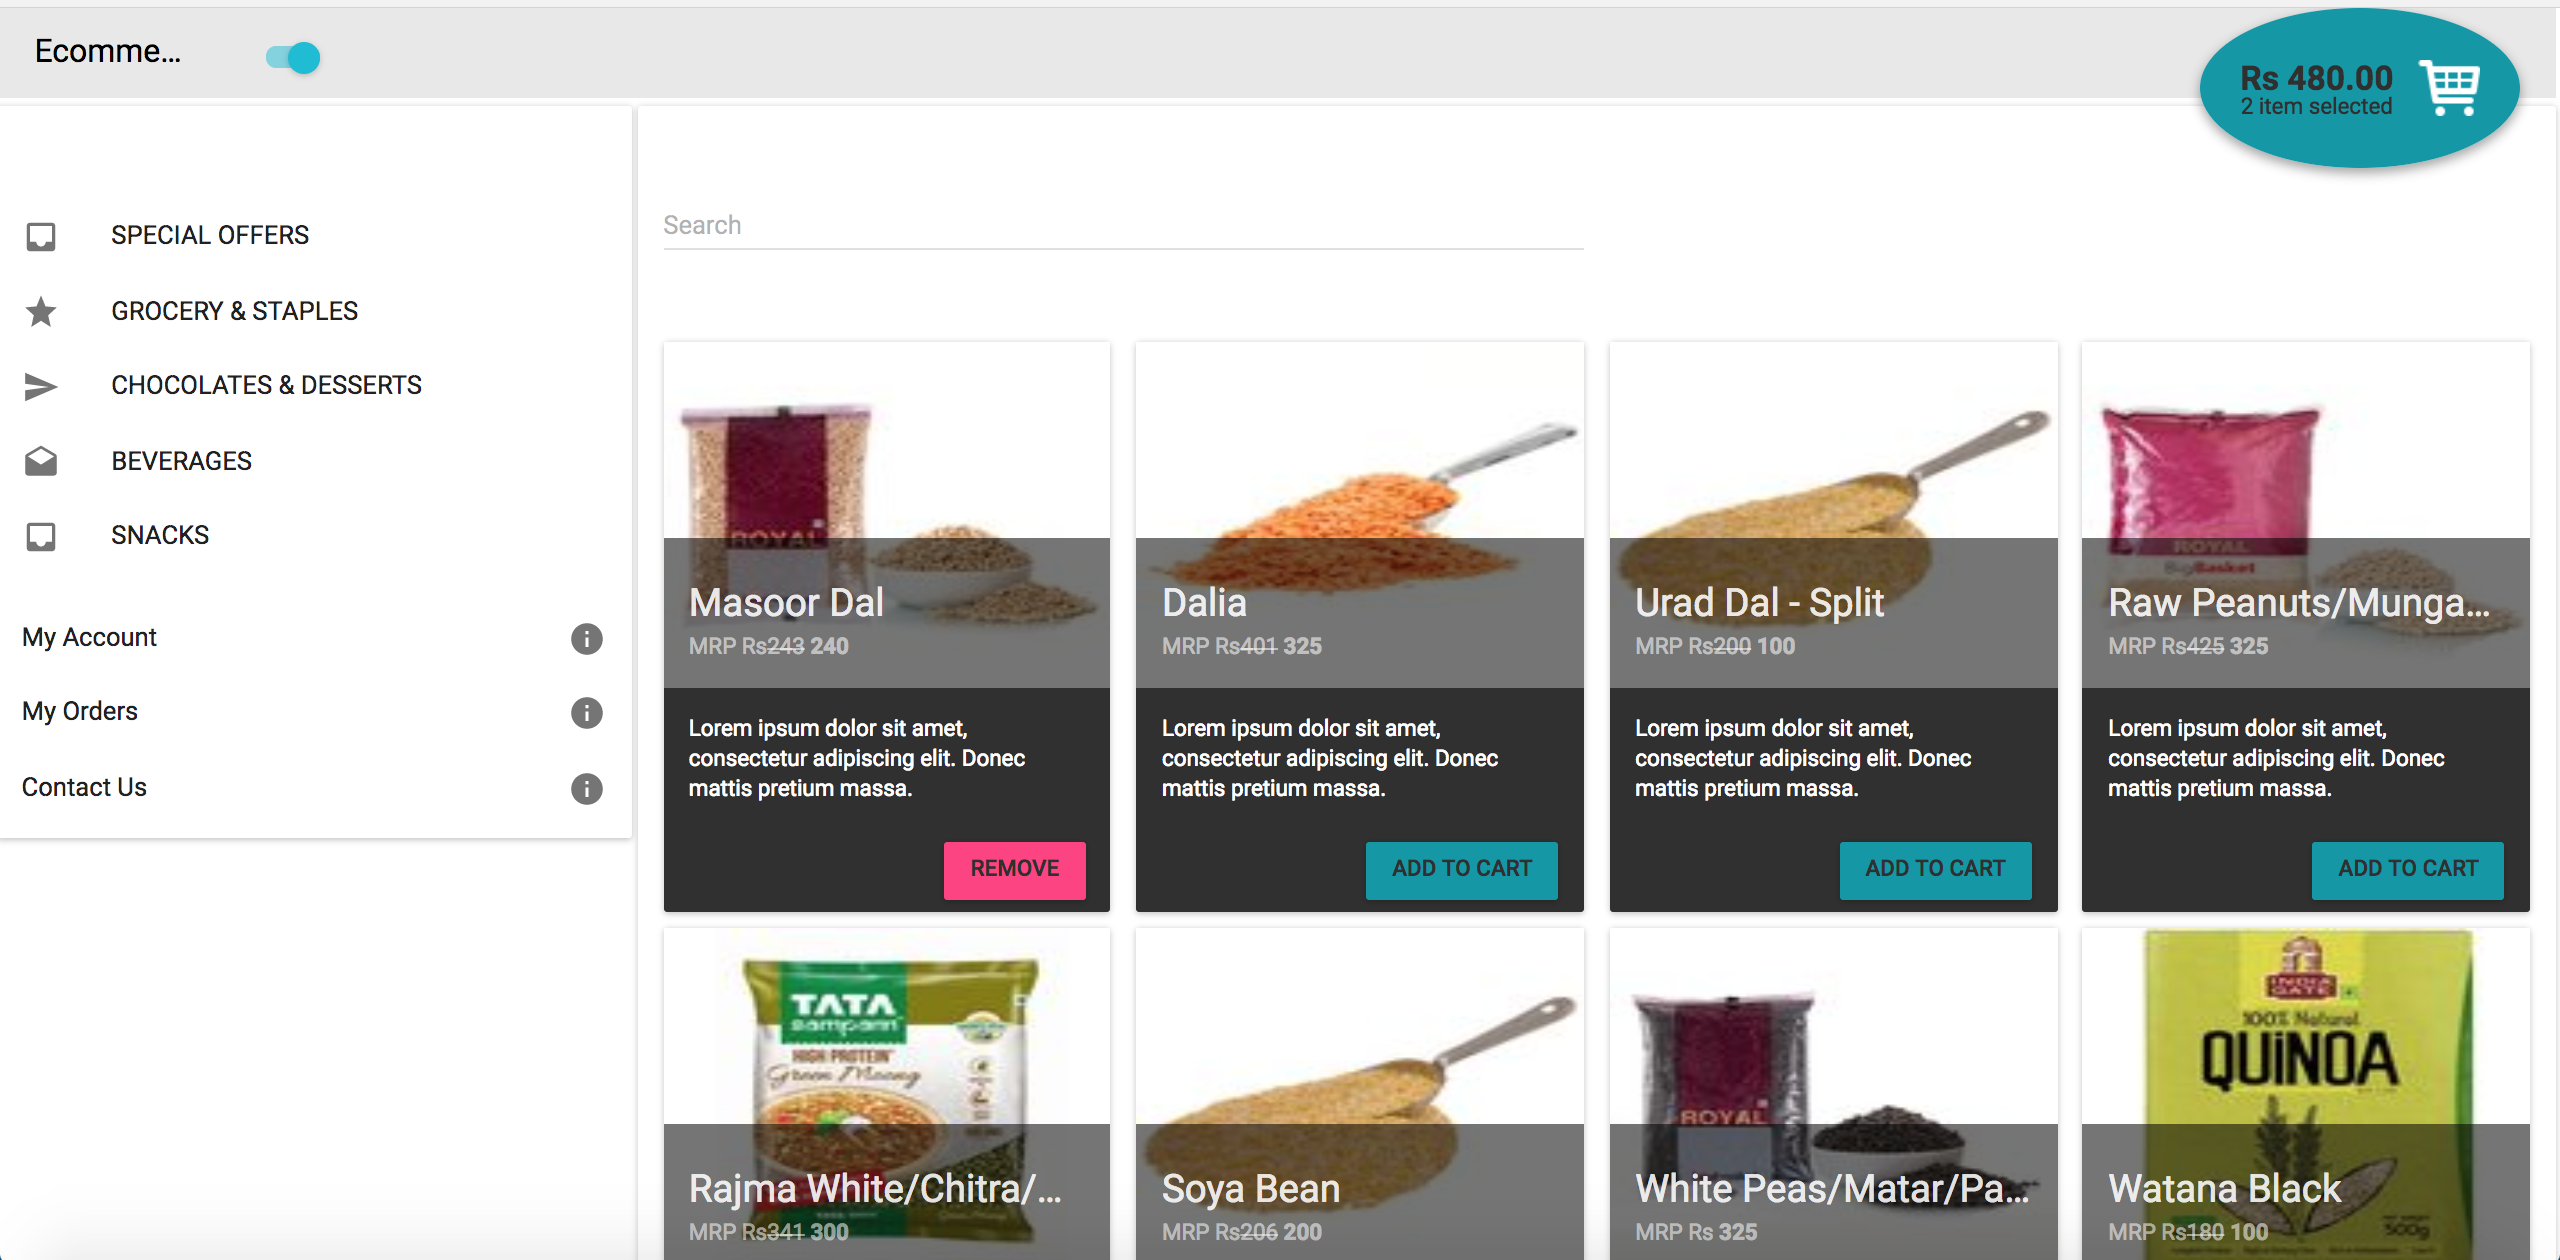 Ecomme...
Rs 480.00
2 item selected
SPECIAL OFFERS
GROCERY & STAPLES
CHOCOLATES & DESSERTS
BEVERAGES
SNACKS
My Account
My Orders
Contact Us
Search
ROYAL
Masoor Dal
MRP Rs243 240
Lorem ipsum dolor sit amet,
consectetur adipiscing elit. Donec
mattis pretium massa.
REMOVE
Dalia
MRP Rs401 325
Lorem ipsum dolor sit amet,
consectetur adipiscing elit. Donec
mattis pretium massa.
ADD TO CART
Urad Dal - Split
MRP Rs200 100
Lorem ipsum dolor sit amet,
consectetur adipiscing elit. Donec
mattis pretium massa.
ADD TO CART
ROYAL
BigBasket
Raw Peanuts/Munga...
MRP Rs425 325
Lorem ipsum dolor sit amet,
consectetur adipiscing elit. Donec
mattis pretium massa.
ADD TO CART
TATA
sampann
HIGH PROTEIN
Green Moong
Rajma White/Chitra/...
MRP Rs341 300
Soya Bean
MRP Rs206 200
ROYAL
White Peas/Matar/Pa...
MRP Rs 325
INDIA
GATE
100% Natural
QUINOA
Watana Black
MRP Rs180 100
500g